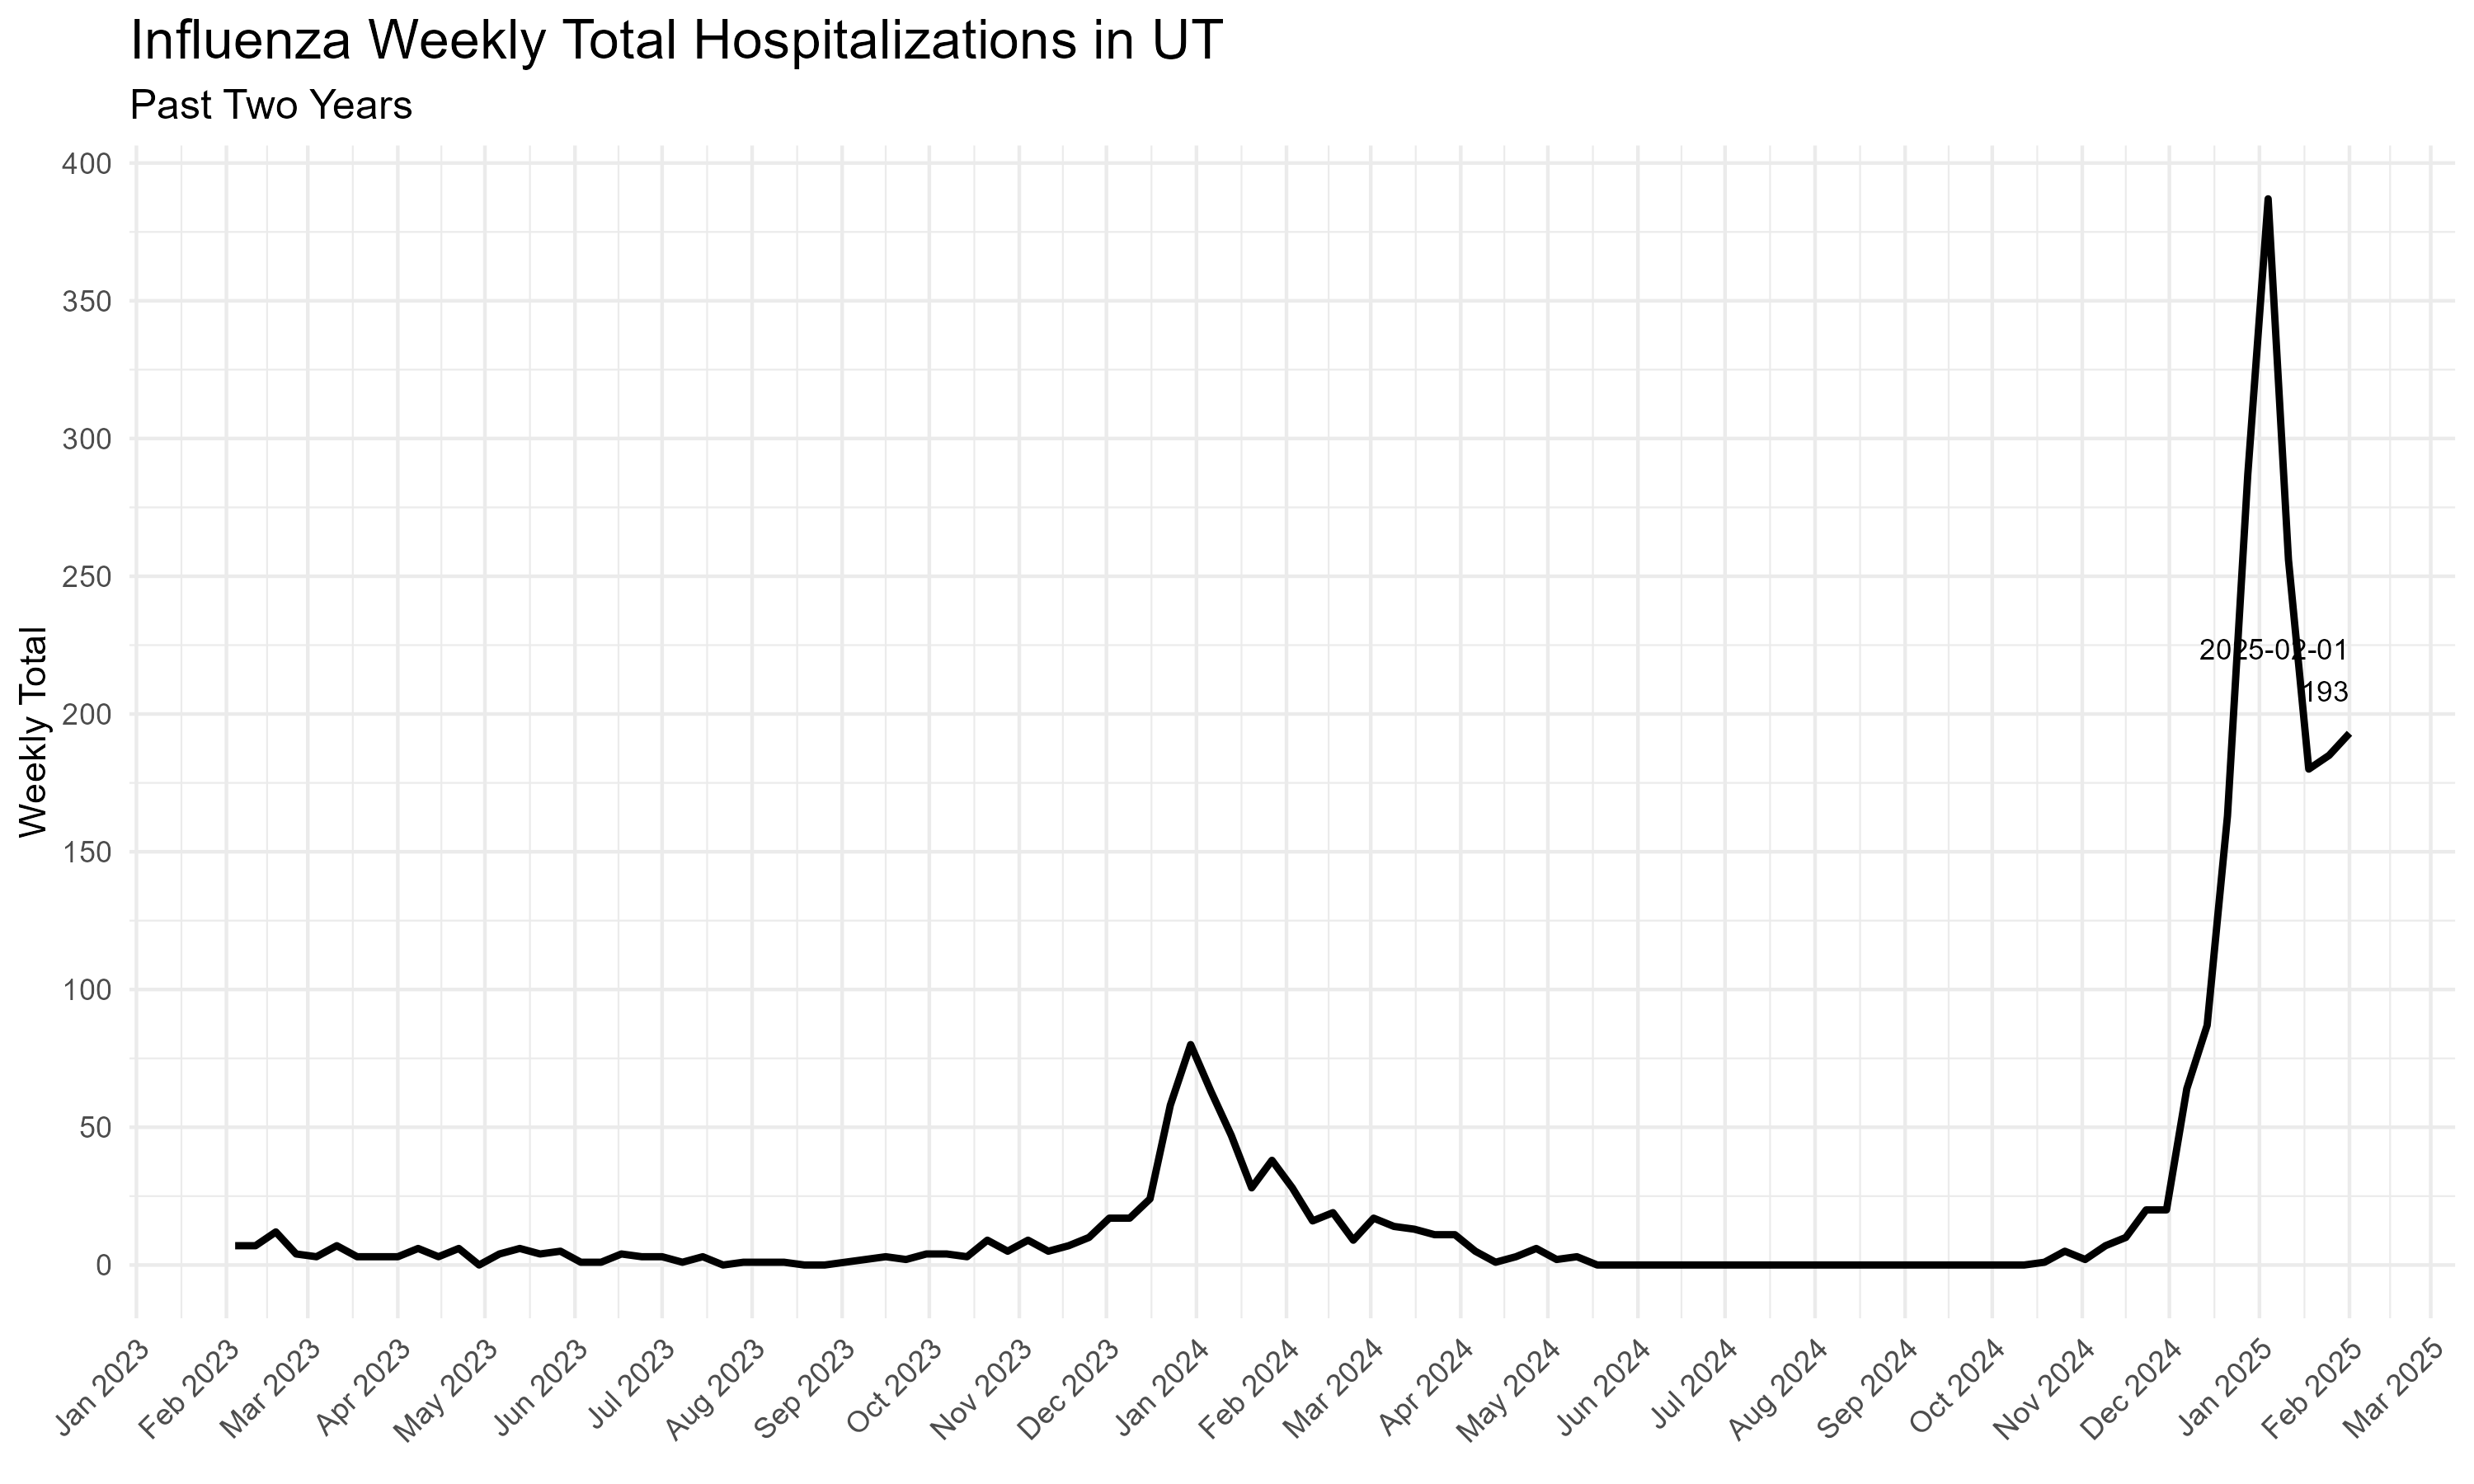 Influenza Weekly Total Hospitalizations in UT
Past Two Years
Weekly Total
400
350
300
250
200
150
100
50
0
2025-02-01
193
Jan 2023
Feb 2023
Mar 2023
Apr 2023
May 2023
Jun 2023
Jul 2023
Aug 2023
Sep 2023
Oct 2023
Nov 2023
Dec 2023
Jan 2024
Feb 2024
Mar 2024
Apr 2024
May 2024
Jun 2024
Jul 2024
Aug 2024
Sep 2024
Oct 2024
Nov 2024
Dec 2024
Jan 2025
Feb 2025
Mar 2025